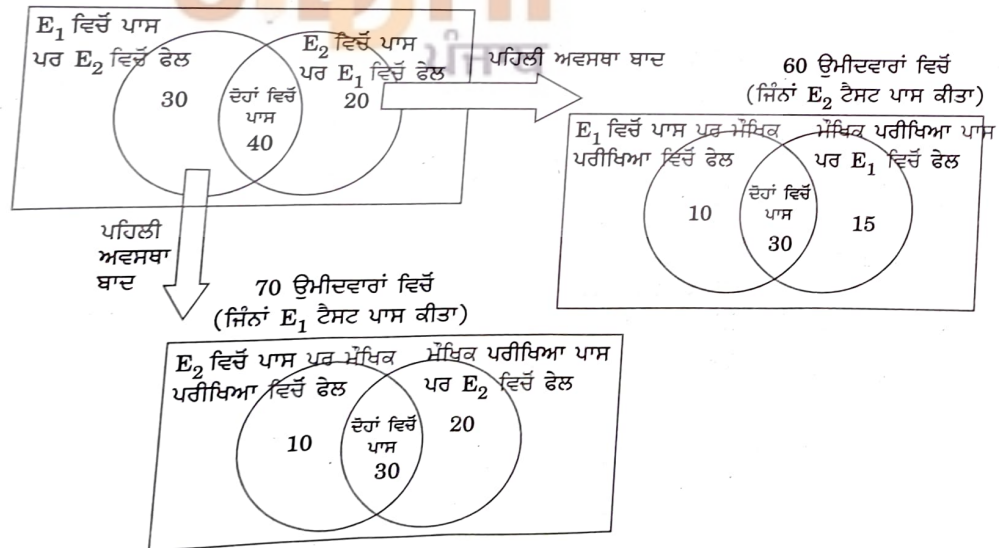 E₁ ਵਿਚੋਂ ਪਾਸ
ਪਰ E₂ ਵਿਚੋਂ ਫੇਲ
E₂ ਵਿਚੋਂ ਪਾਸ
ਪਰ E₁ ਵਿਚੋਂ ਫੇਲ
30
ਦੋਹਾਂ ਵਿਚੋਂ
ਪਾਸ
40
20
ਪੰਜਾਬ
ਪਹਿਲੀ ਅਵਸਥਾ ਬਾਦ
60 ਉਮੀਦਵਾਰਾਂ ਵਿਚੋਂ
(ਜਿੰਨਾਂ E₂ ਟੈਸਟ ਪਾਸ ਕੀਤਾ)
E₁ ਵਿਚੋਂ ਪਾਸ ਪਰ ਮੌਖਿਕ
ਪਰੀਖਿਆ ਵਿਚੋਂ ਫੇਲ
ਮੌਖਿਕ ਪਰੀਖਿਆ ਪਾਸ
ਪਰ E₁ ਵਿਚੋਂ ਫੇਲ
10
ਦੋਹਾਂ ਵਿਚੋਂ
ਪਾਸ
30
15
ਪਹਿਲੀ
ਅਵਸਥਾ
ਬਾਦ
70 ਉਮੀਦਵਾਰਾਂ ਵਿਚੋਂ
(ਜਿੰਨਾਂ E₁ ਟੈਸਟ ਪਾਸ ਕੀਤਾ)
E₂ ਵਿਚੋਂ ਪਾਸ ਪਰ ਮੌਖਿਕ
ਪਰੀਖਿਆ ਵਿਚੋਂ ਫੇਲ
ਮੌਖਿਕ ਪਰੀਖਿਆ ਪਾਸ
ਪਰ E₂ ਵਿਚੋਂ ਫੇਲ
10
ਦੋਹਾਂ ਵਿਚੋਂ
ਪਾਸ
30
20